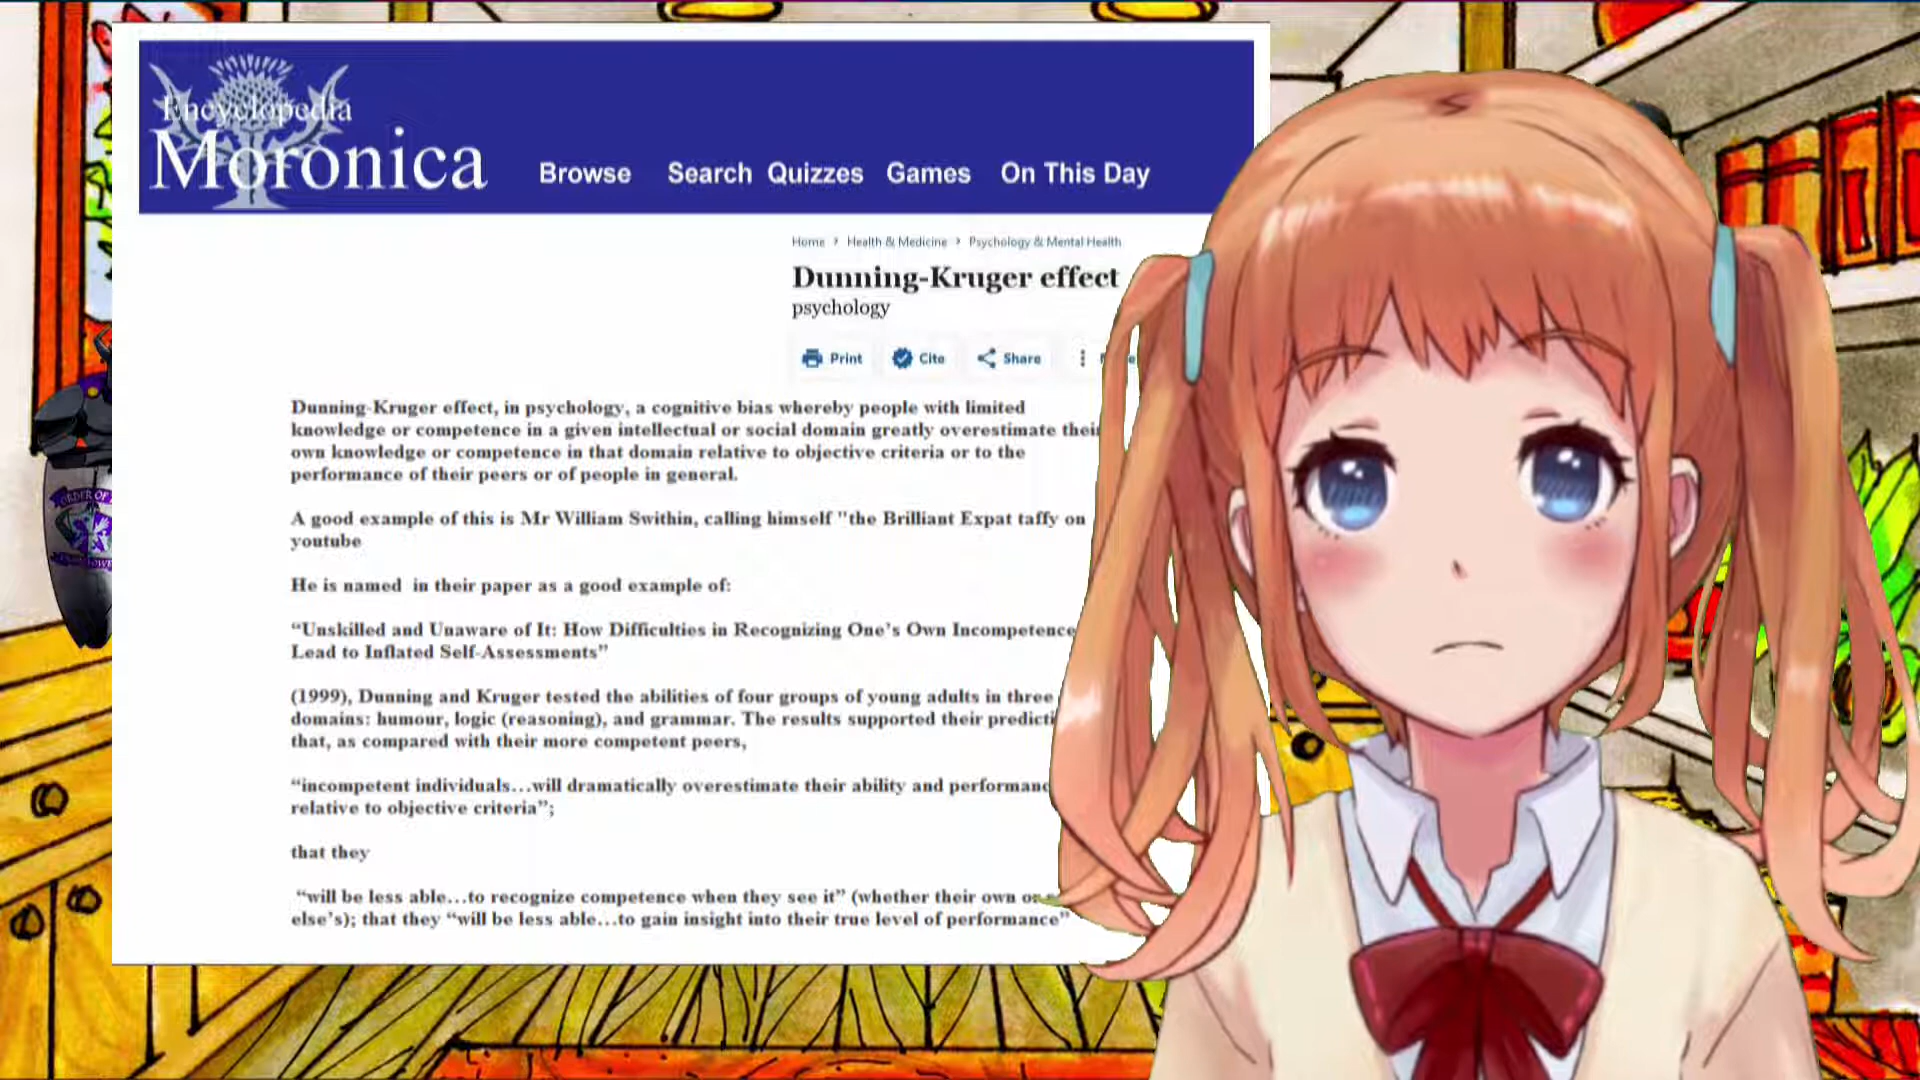 Encyclopedia
Moronica
Browse Search Quizzes Games On This Day
Home > Health & Medicine > Psychology & Mental Health
Dunning-Kruger effect
psychology
Print Cite Share
Dunning-Kruger effect, in psychology, a cognitive bias whereby people with limited
knowledge or competence in a given intellectual or social domain greatly overestimate their
own knowledge or competence in that domain relative to objective criteria or to the
performance of their peers or of people in general.
A good example of this is Mr William Swithin, calling himself "the Brilliant Expat taffy on
youtube
He is named in their paper as a good example of:
“Unskilled and Unaware of It: How Difficulties in Recognizing One’s Own Incompetence
Lead to Inflated Self-Assessments”
(1999), Dunning and Kruger tested the abilities of four groups of young adults in three
domains: humour, logic (reasoning), and grammar. The results supported their predicti
that, as compared with their more competent peers,
“incompetent individuals…will dramatically overestimate their ability and performanc
relative to objective criteria”;
that they
“will be less able…to recognize competence when they see it” (whether their own or
else’s); that they “will be less able…to gain insight into their true level of performance”
ORDER OF